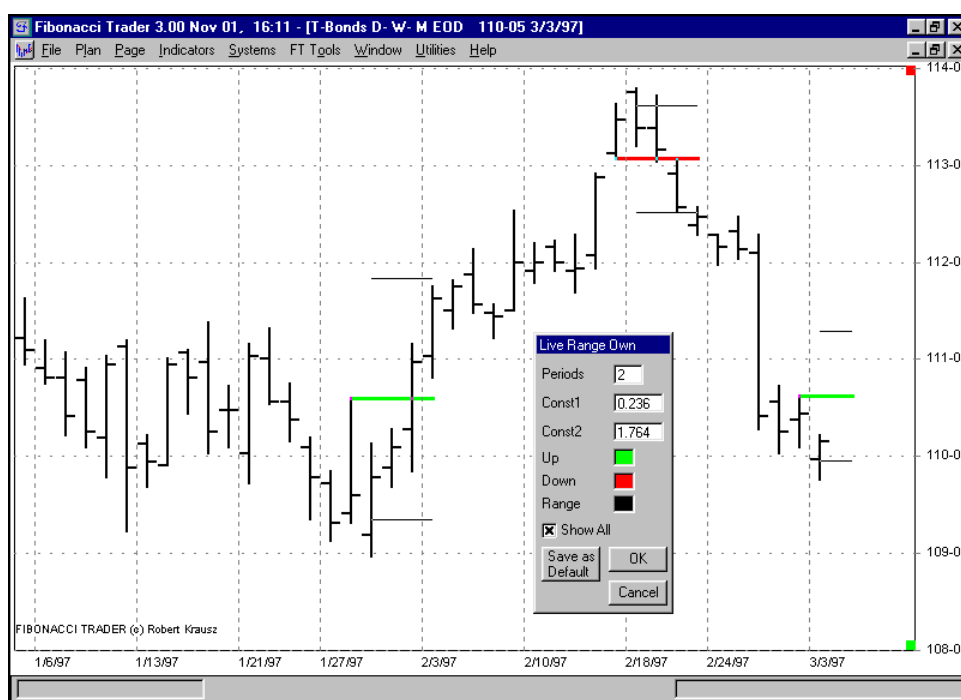 Fibonacci Trader 3.00 Nov 01, 16:11 - [T-Bonds D- W- M EOD 110-05 3/3/97]
File Plan Page Indicators Systems FT Tools Window Utilities Help
114-0
113-0
112-0
111-0
110-0
109-0
108-0
Live Range Own
Periods 2
Const1 0.236
Const2 1.764
Up
Down
Range
Show All
Save as Default
OK
Cancel
FIBONACCI TRADER (c) Robert Krausz
1/6/97 1/13/97 1/21/97 1/27/97 2/3/97 2/10/97 2/18/97 2/24/97 3/3/97